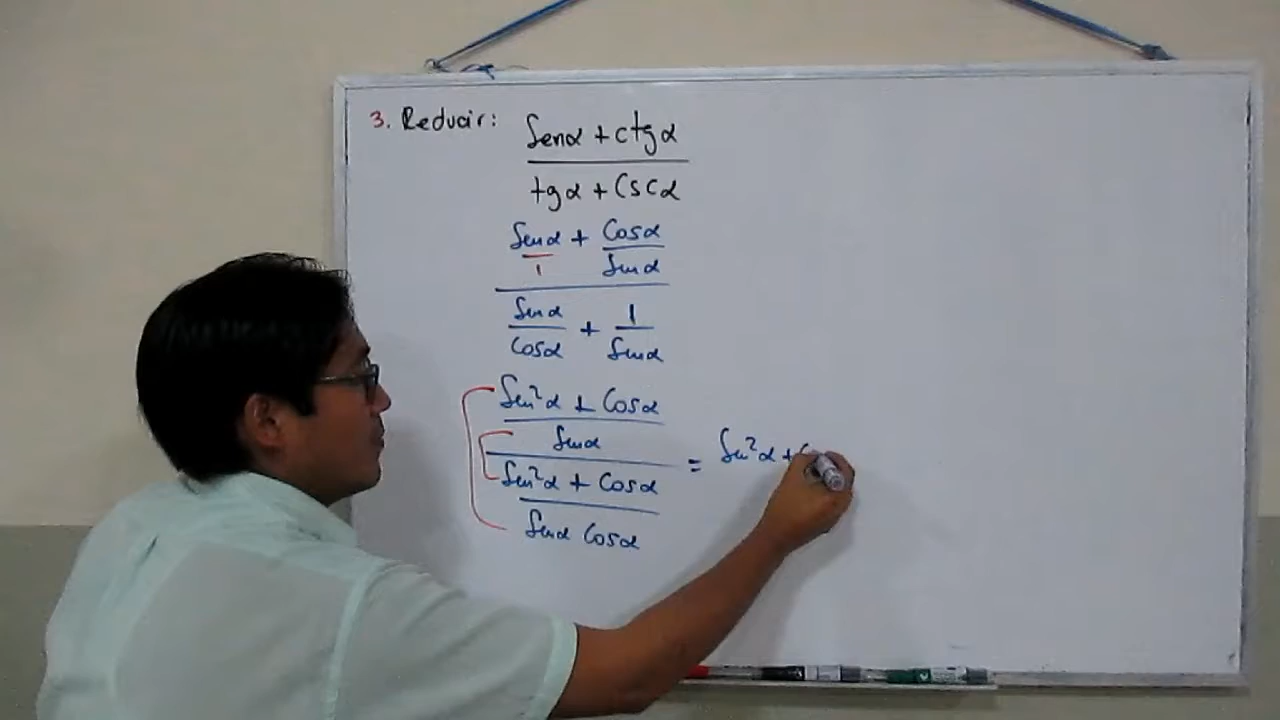 3. Reducir: Senα + ctgα
tgα + Cscα
Senα + Cosα
1 Senα
Senα + 1
Cosα Senα
Sen²α + Cosα
Senα
= Sen²α + C
Sen²α + Cosα
Senα Cosα